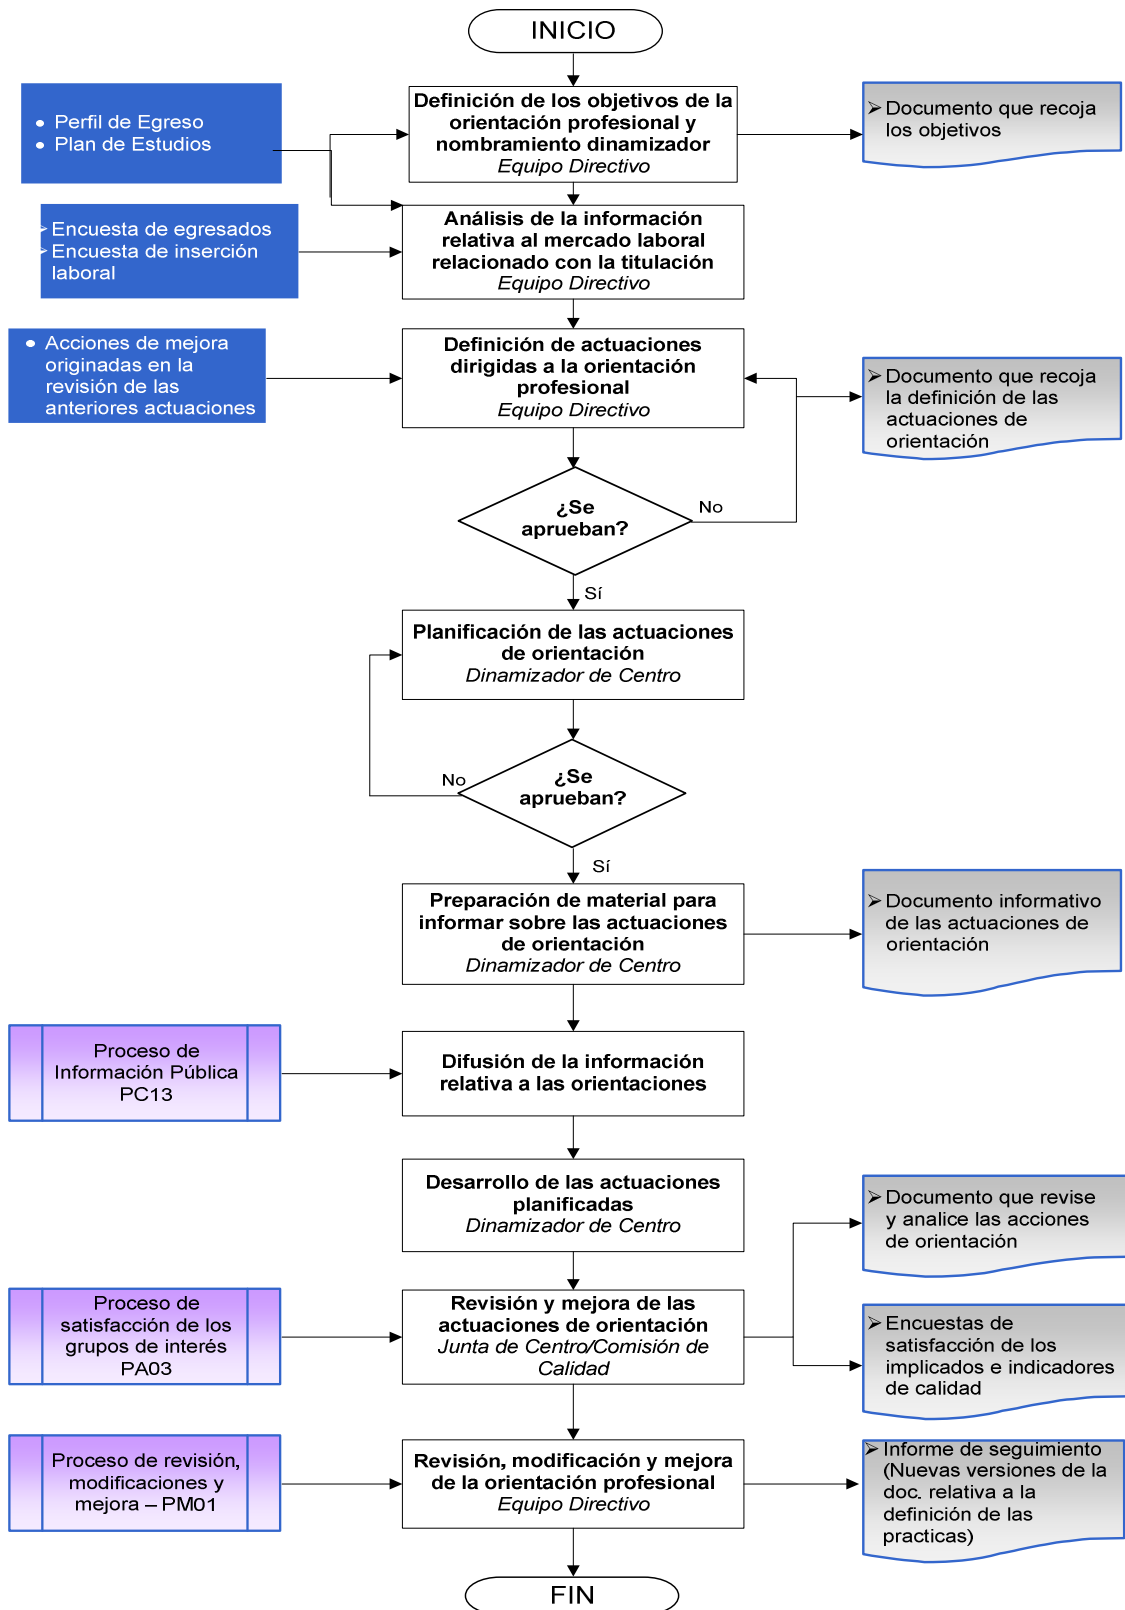 INICIO
• Perfil de Egreso
• Plan de Estudios
Definición de los objetivos de la
orientación profesional y
nombramiento dinamizador
Equipo Directivo
➢ Documento que recoja
los objetivos
➢ Encuesta de egresados
➢ Encuesta de inserción
laboral
Análisis de la información
relativa al mercado laboral
relacionado con la titulación
Equipo Directivo
• Acciones de mejora
originadas en la
revisión de las
anteriores actuaciones
Definición de actuaciones
dirigidas a la orientación
profesional
Equipo Directivo
➢ Documento que recoja
la definición de las
actuaciones de
orientación
¿Se
aprueban?
No
Sí
Planificación de las actuaciones
de orientación
Dinamizador de Centro
¿Se
aprueban?
No
Sí
Preparación de material para
informar sobre las actuaciones
de orientación
Dinamizador de Centro
➢ Documento informativo
de las actuaciones de
orientación
Proceso de
Información Pública
PC13
Difusión de la información
relativa a las orientaciones
Desarrollo de las actuaciones
planificadas
Dinamizador de Centro
➢ Documento que revise
y analice las acciones
de orientación
Proceso de
satisfacción de los
grupos de interés
PA03
Revisión y mejora de las
actuaciones de orientación
Junta de Centro/Comisión de
Calidad
➢ Encuestas de
satisfacción de los
implicados e indicadores
de calidad
Proceso de revisión,
modificaciones y
mejora – PM01
Revisión, modificación y mejora
de la orientación profesional
Equipo Directivo
➢ Informe de seguimiento
(Nuevas versiones de la
doc. relativa a la
definición de las
practicas)
FIN